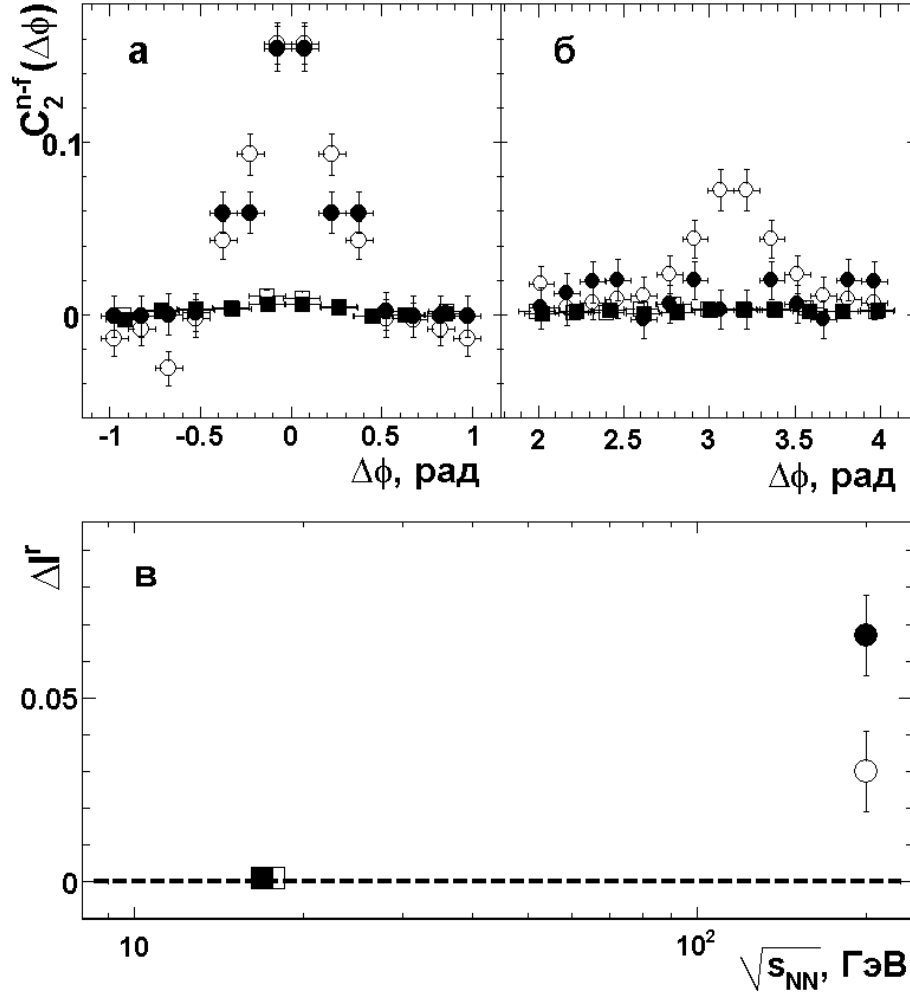 а
б
C₂ⁿ⁻ᶠ(Δϕ)
0.1
0
-1 -0.5 0 0.5 1
2 2.5 3 3.5 4
Δϕ, рад
Δϕ, рад
ΔIʳ
в
0.05
0
10 10²
√s_NN, ГэВ